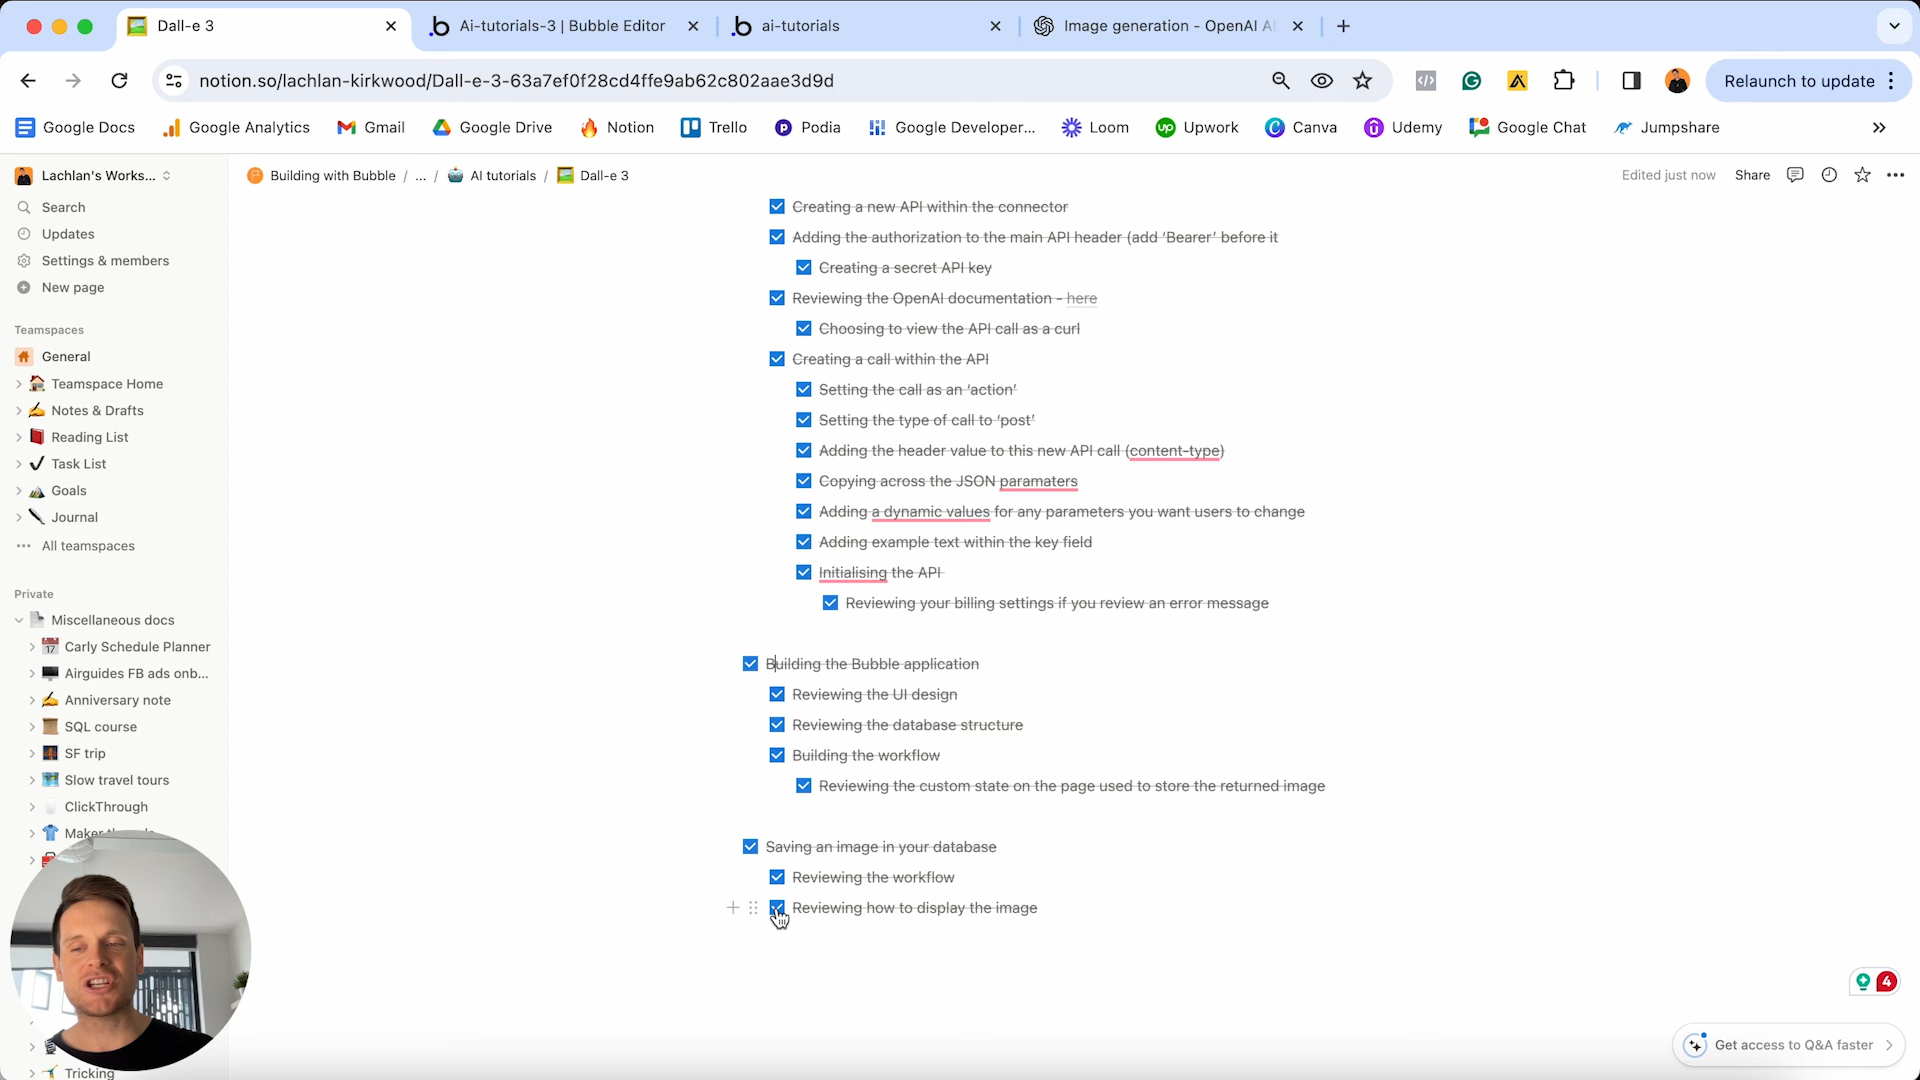 Dall-e 3
Ai-tutorials-3 | Bubble Editor
ai-tutorials
Image generation - OpenAI A
notion.so/lachlan-kirkwood/Dall-e-3-63a7ef0f28cd4ffe9ab62c802aae3d9d
Relaunch to update
Google Docs
Google Analytics
Gmail
Google Drive
Notion
Trello
Podia
Google Developer...
Loom
Upwork
Canva
Udemy
Google Chat
Jumpshare
Lachlan's Works...
Building with Bubble / ... / AI tutorials / Dall-e 3
Edited just now
Share
Search
Updates
Settings & members
New page
Teamspaces
General
Teamspace Home
Notes & Drafts
Reading List
Task List
Goals
Journal
All teamspaces
Private
Miscellaneous docs
Carly Schedule Planner
Airguides FB ads onb...
Anniversary note
SQL course
SF trip
Slow travel tours
ClickThrough
Maker
Tricking
Creating a new API within the connector
Adding the authorization to the main API header (add 'Bearer' before it
Creating a secret API key
Reviewing the OpenAI documentation - here
Choosing to view the API call as a curl
Creating a call within the API
Setting the call as an 'action'
Setting the type of call to 'post'
Adding the header value to this new API call (content-type)
Copying across the JSON paramaters
Adding a dynamic values for any parameters you want users to change
Adding example text within the key field
Initialising the API
Reviewing your billing settings if you review an error message
Building the Bubble application
Reviewing the UI design
Reviewing the database structure
Building the workflow
Reviewing the custom state on the page used to store the returned image
Saving an image in your database
Reviewing the workflow
Reviewing how to display the image
4
Get access to Q&A faster